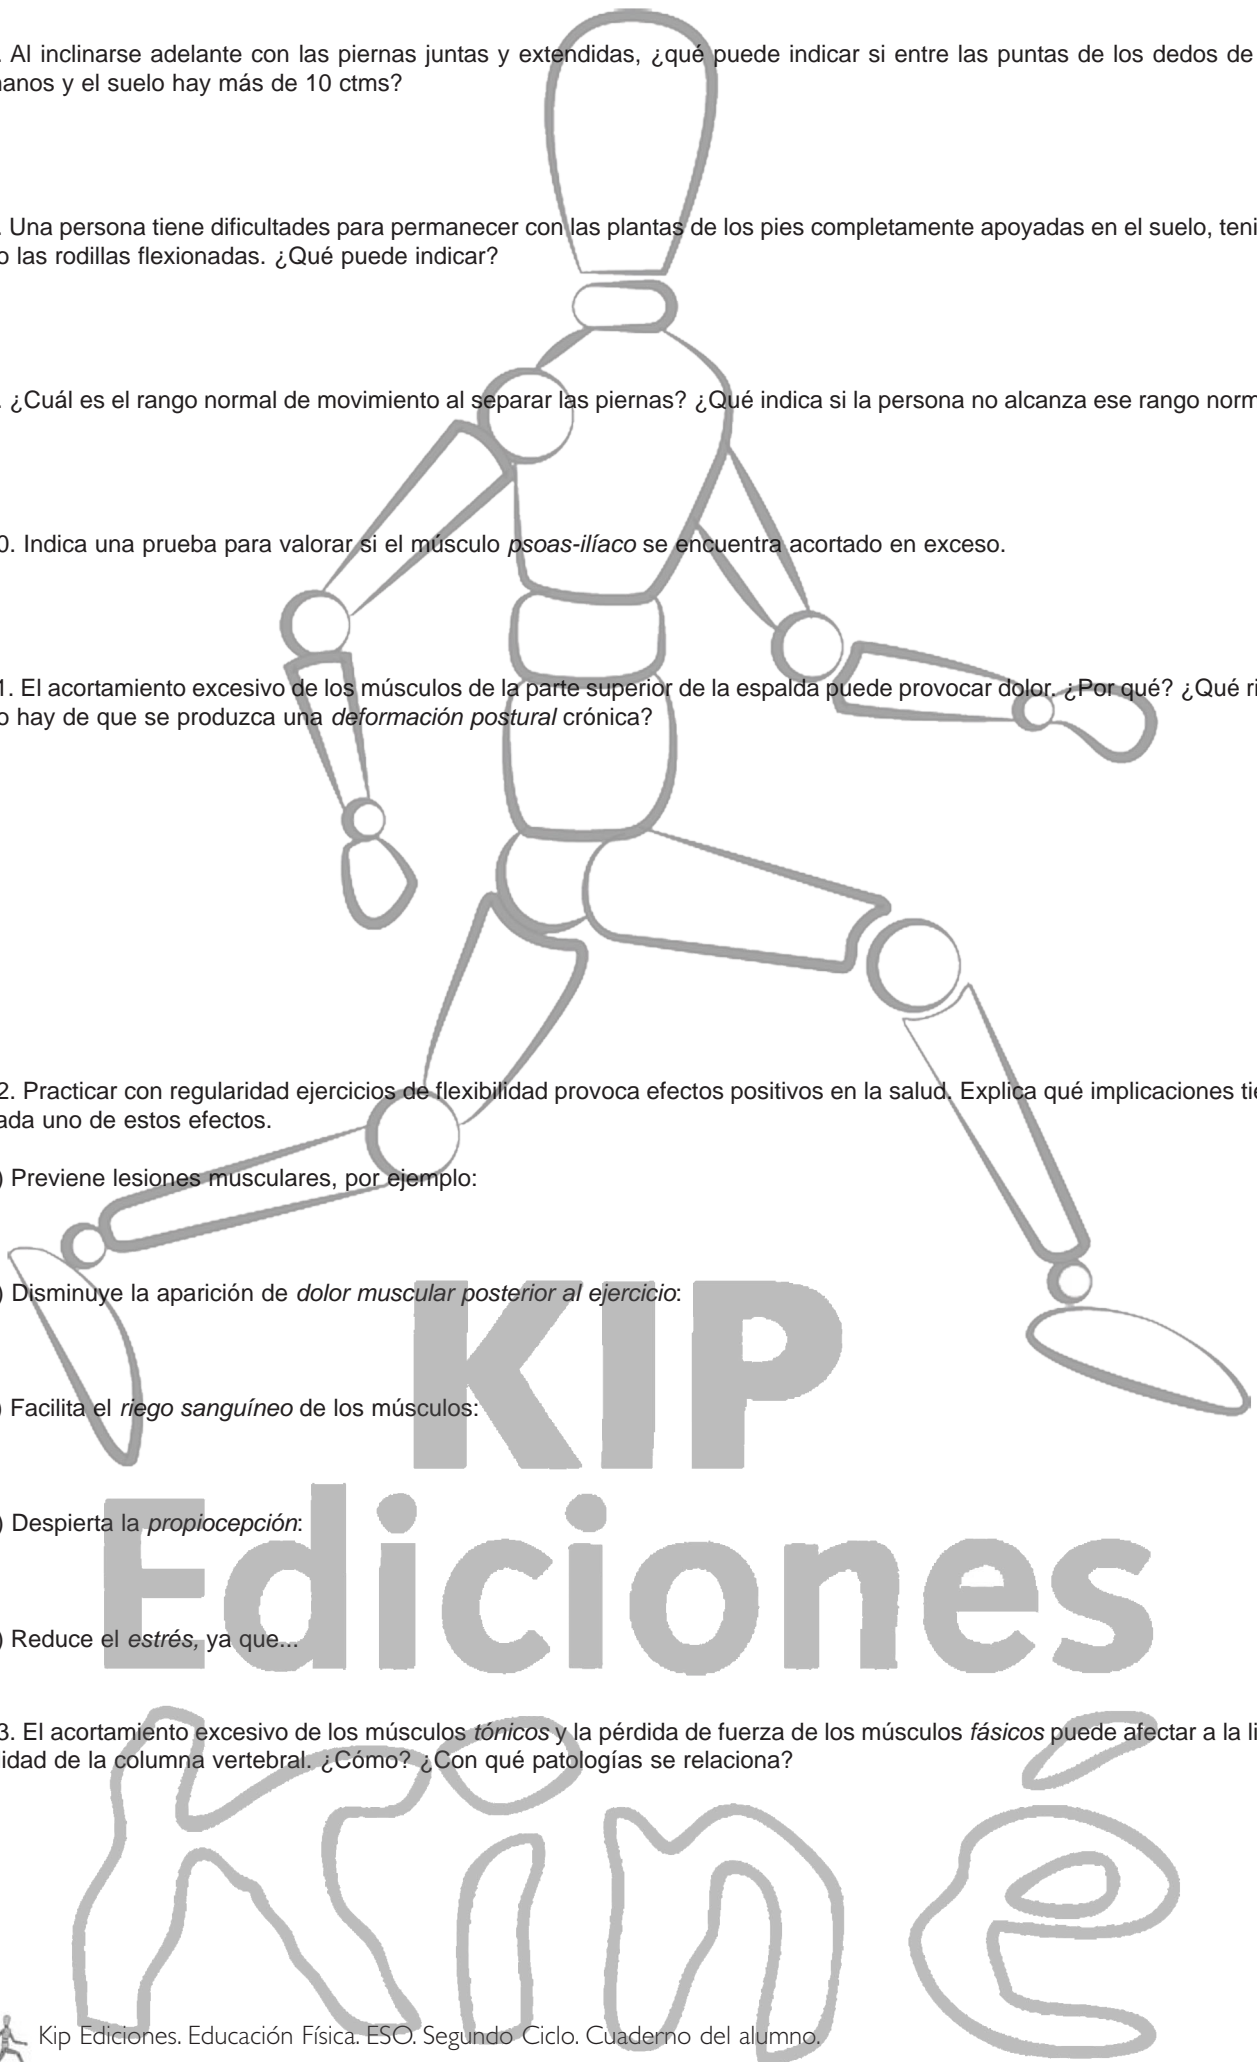 . Al inclinarse adelante con las piernas juntas y extendidas, ¿qué puede indicar si entre las puntas de los dedos de
anos y el suelo hay más de 10 ctms?
. Una persona tiene dificultades para permanecer con las plantas de los pies completamente apoyadas en el suelo, teni
o las rodillas flexionadas. ¿Qué puede indicar?
. ¿Cuál es el rango normal de movimiento al separar las piernas? ¿Qué indica si la persona no alcanza ese rango norm
0. Indica una prueba para valorar si el músculo psoas-ilíaco se encuentra acortado en exceso.
1. El acortamiento excesivo de los músculos de la parte superior de la espalda puede provocar dolor. ¿Por qué? ¿Qué ri
o hay de que se produzca una deformación postural crónica?
2. Practicar con regularidad ejercicios de flexibilidad provoca efectos positivos en la salud. Explica qué implicaciones tie
ada uno de estos efectos.
) Previene lesiones musculares, por ejemplo:
) Disminuye la aparición de dolor muscular posterior al ejercicio:
) Facilita el riego sanguíneo de los músculos:
) Despierta la propiocepción:
) Reduce el estrés, ya que...
3. El acortamiento excesivo de los músculos tónicos y la pérdida de fuerza de los músculos fásicos puede afectar a la li
idad de la columna vertebral. ¿Cómo? ¿Con qué patologías se relaciona?
KIP
Ediciones
Kiné
Kip Ediciones. Educación Física. ESO. Segundo Ciclo. Cuaderno del alumno.